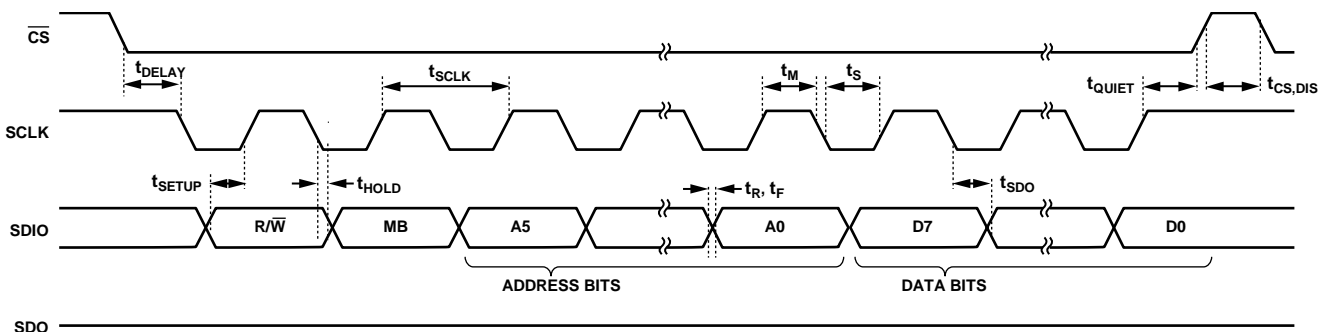 CS
tDELAY
tSCLK
tM
tS
tQUIET
tCS,DIS
SCLK
tSETUP
tHOLD
tR, tF
tSDO
SDIO
R/W
MB
A5
A0
D7
D0
ADDRESS BITS
DATA BITS
SDO